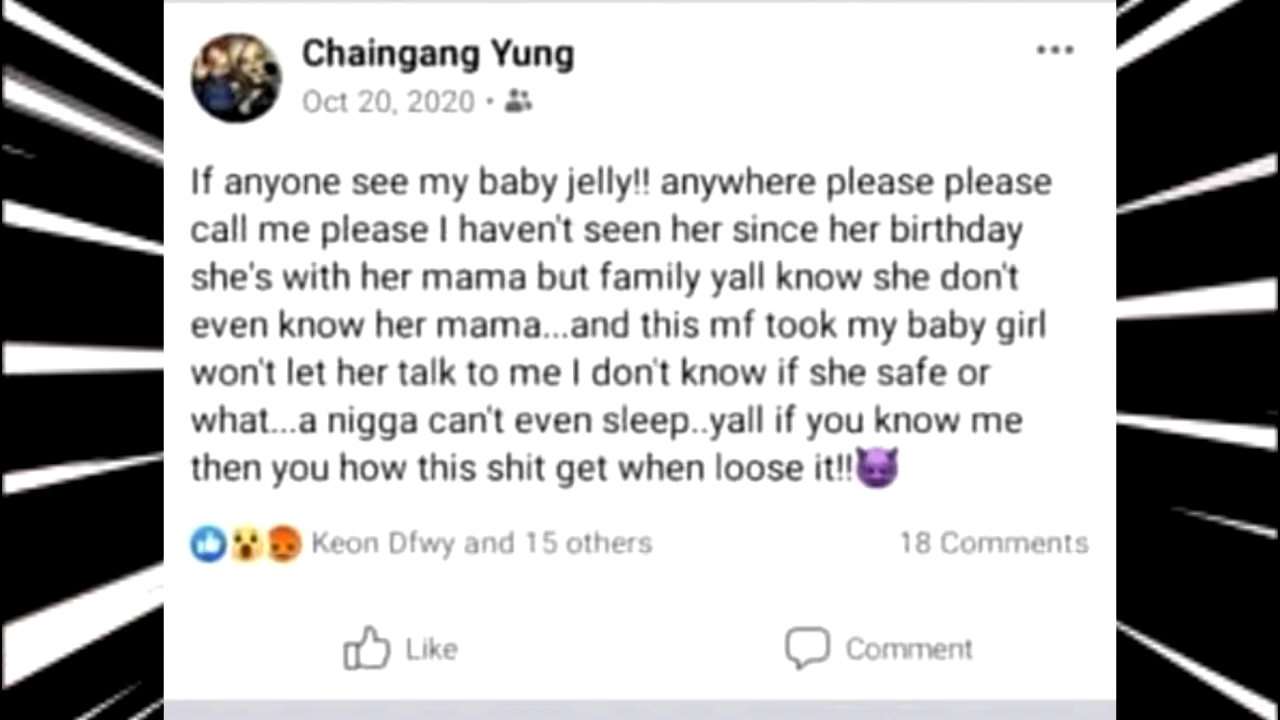 Chaingang Yung
Oct 20, 2020 ·
If anyone see my baby jelly!! anywhere please please
call me please I haven't seen her since her birthday
she's with her mama but family yall know she don't
even know her mama...and this mf took my baby girl
won't let her talk to me I don't know if she safe or
what...a nigga can't even sleep..yall if you know me
then you how this shit get when loose it!!😈
Keon Dfwy and 15 others 18 Comments
Like Comment